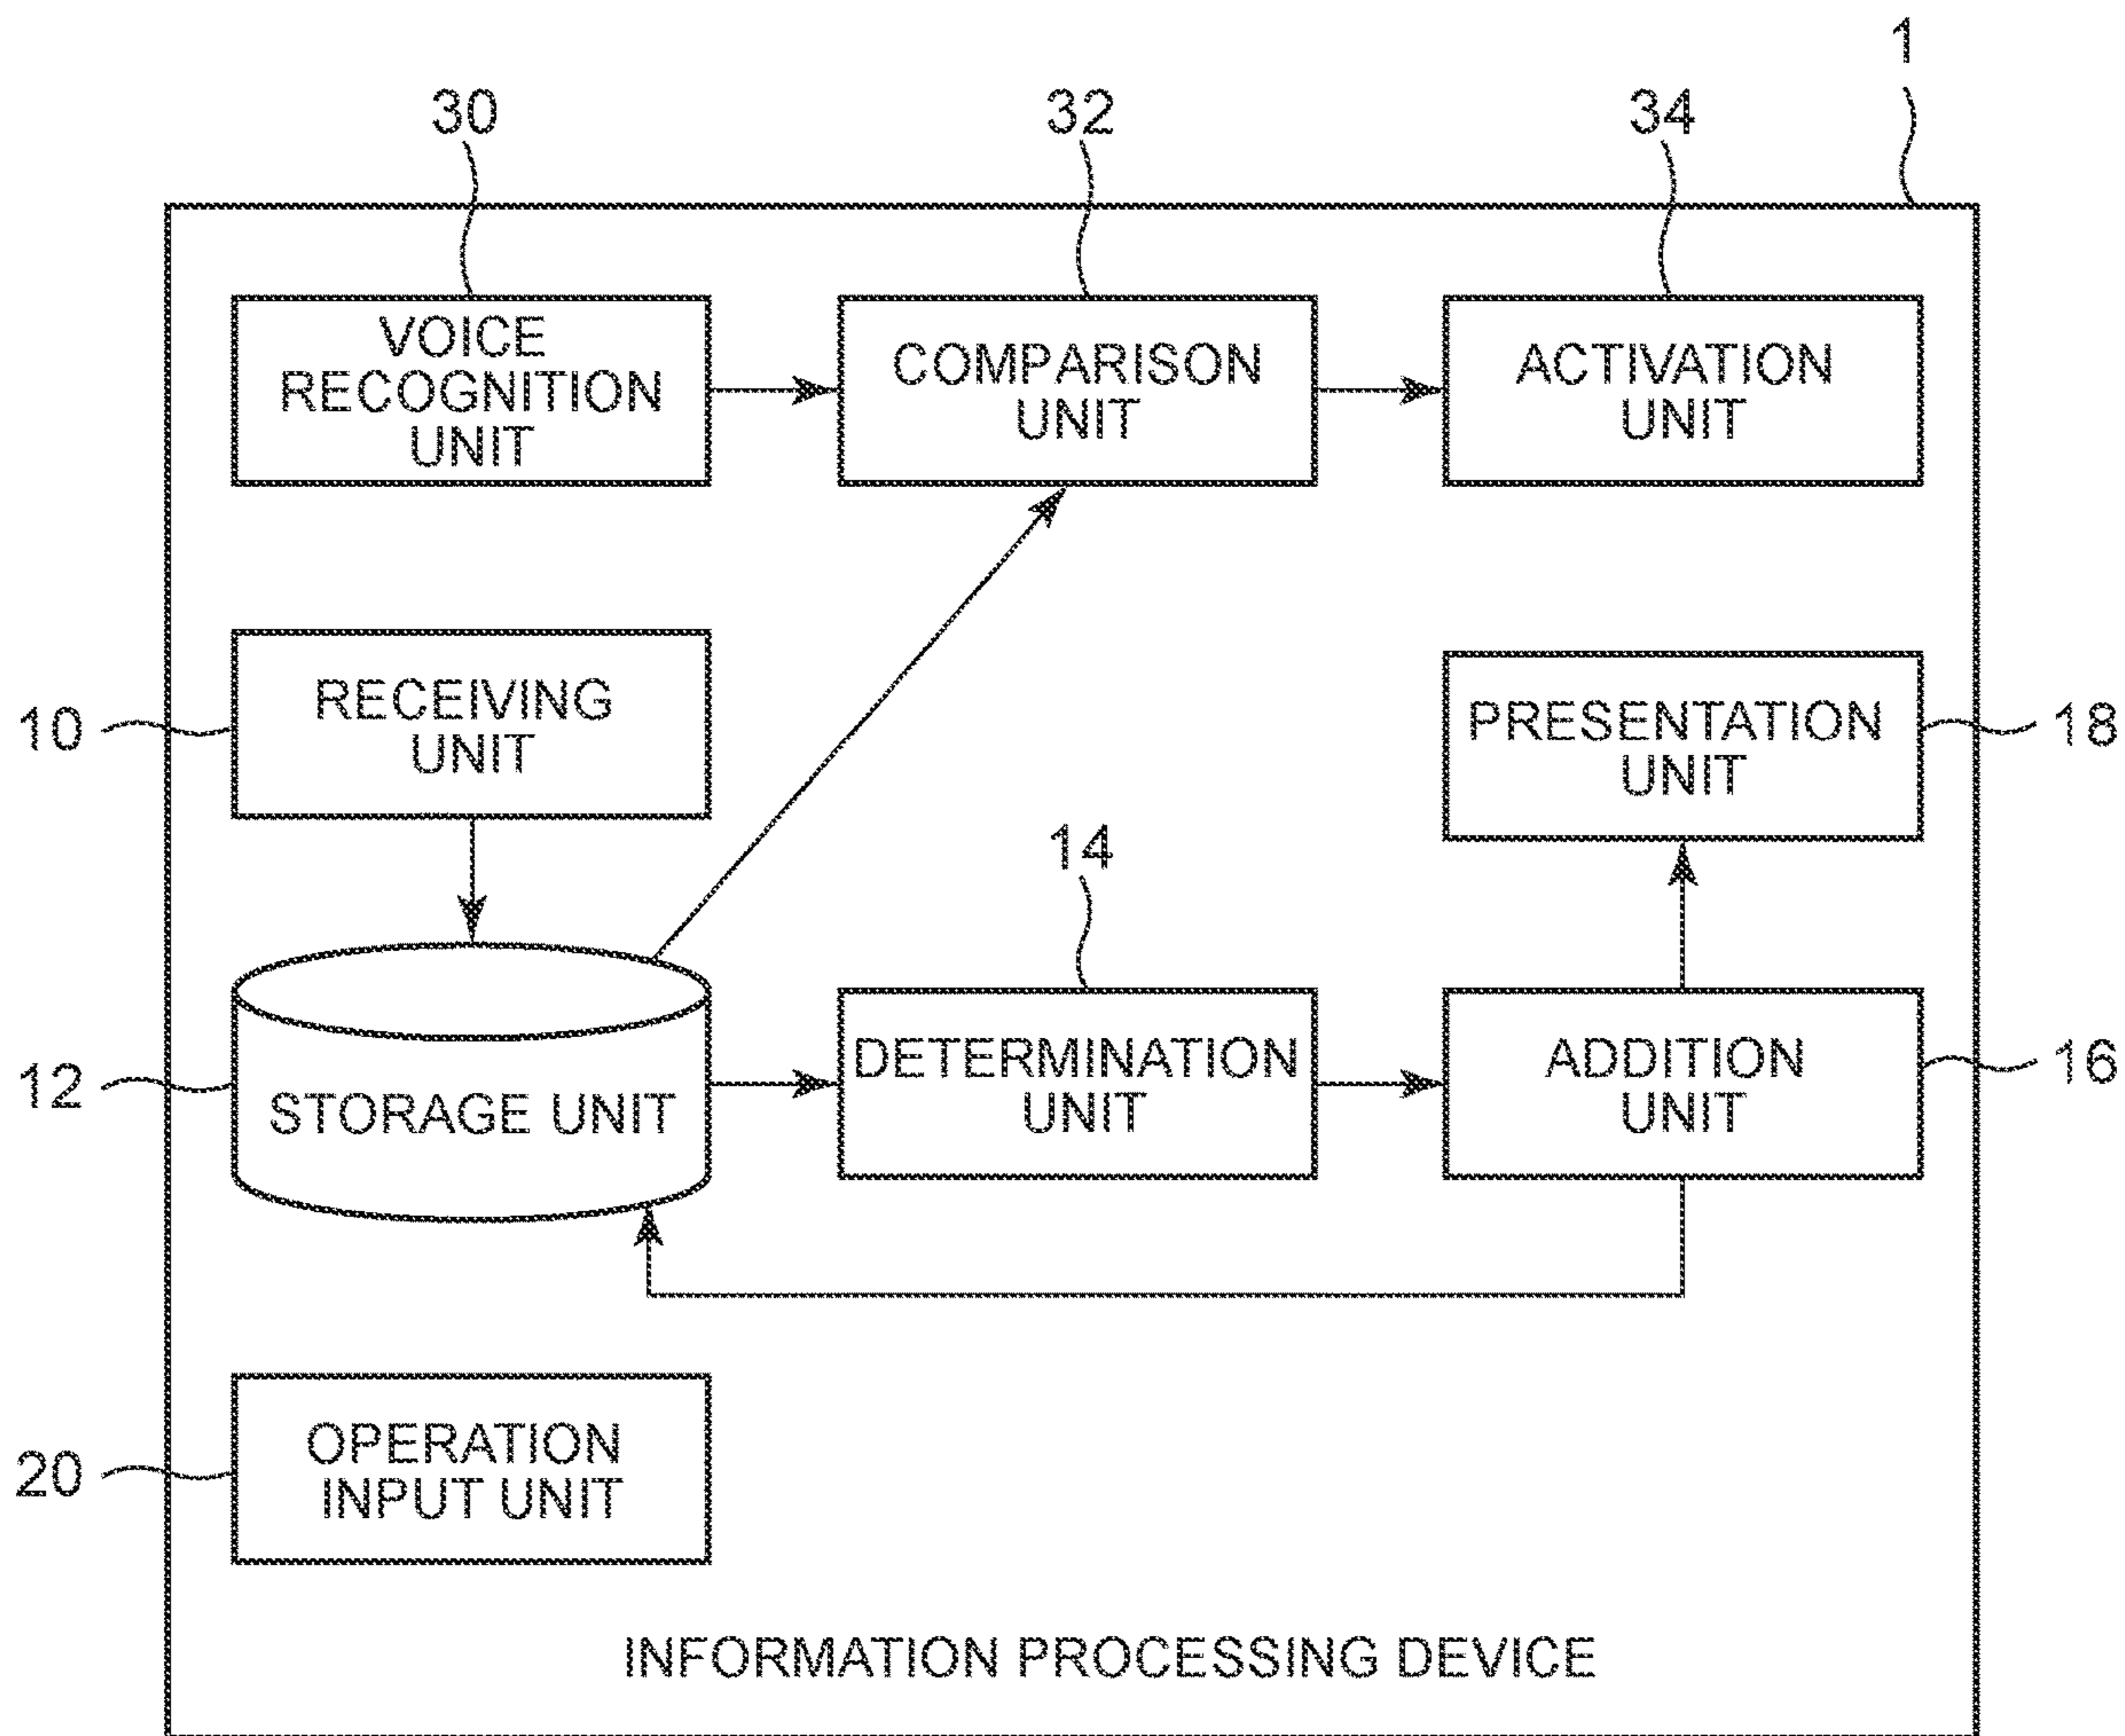 1
30
32
34
VOICE
RECOGNITION
UNIT
COMPARISON
UNIT
ACTIVATION
UNIT
10
RECEIVING
UNIT
PRESENTATION
UNIT
18
14
12
STORAGE UNIT
DETERMINATION
UNIT
ADDITION
UNIT
16
20
OPERATION
INPUT UNIT
INFORMATION PROCESSING DEVICE